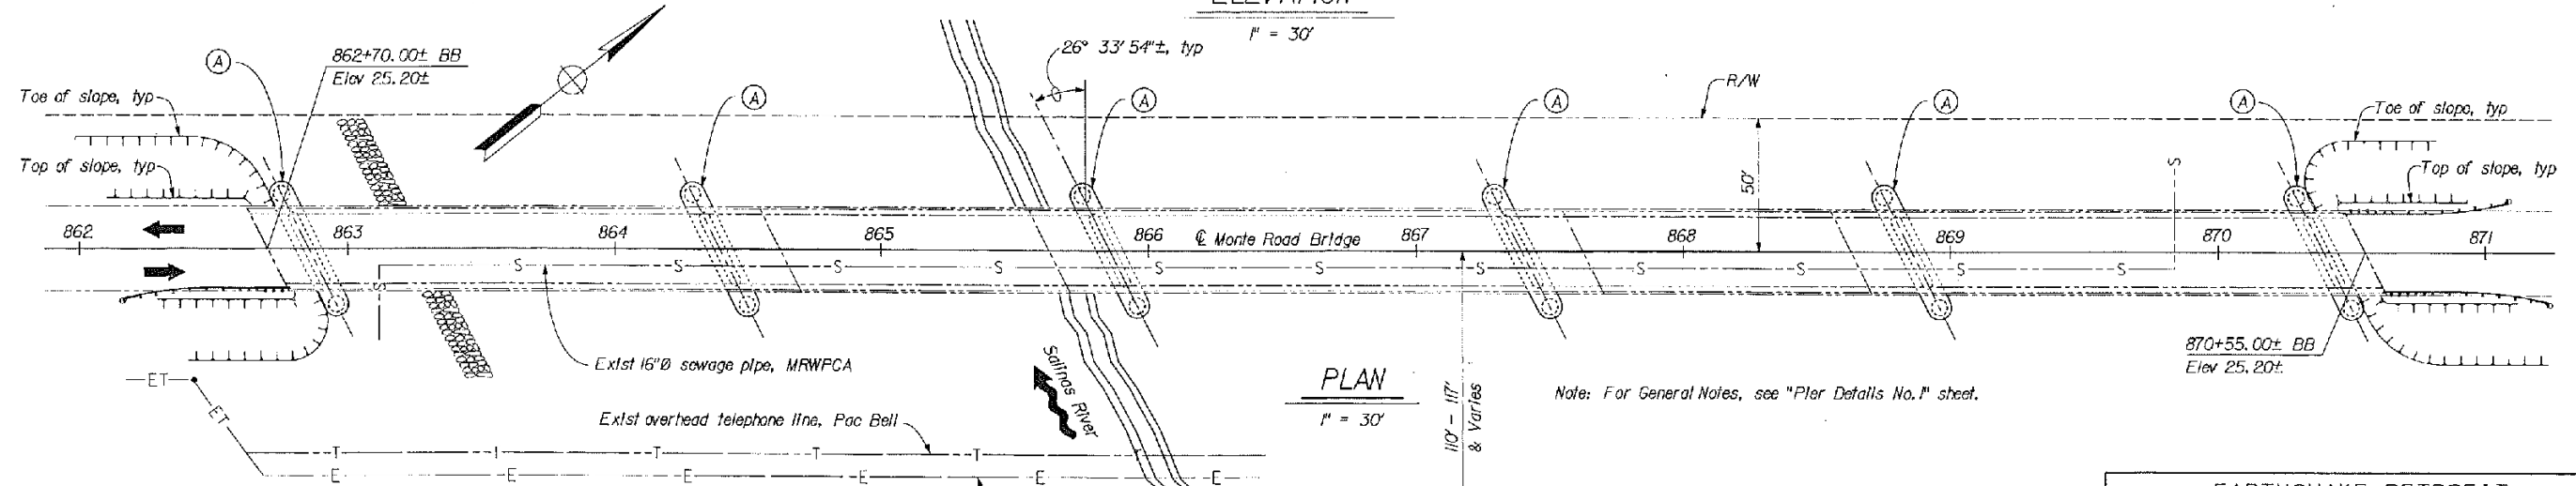 ELEVATION
1" = 30'
862+70.00± BB
Elev 25.20±
26° 33' 54"±, typ
R/W
Toe of slope, typ
Top of slope, typ
A
A
A
A
A
A
Toe of slope, typ
Top of slope, typ
50'
S
862
863
864
865
866
℄ Monte Road Bridge
867
868
869
870
871
S
S
S
S
S
S
S
S
S
S
S
S
870+55.00± BB
Elev 25.20±
Exist 16"Ø sewage pipe, MRWPCA
Salinas River
PLAN
1" = 30'
110' - 117'
& Varies
Note: For General Notes, see "Pier Details No. 1" sheet.
ET
ET
Exist overhead telephone line, Pac Bell
T
T
T
T
T
E
E
E
E
E
E
EARTHQUAKE RETROFIT